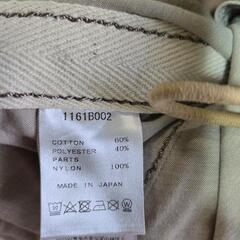 1161B002
COTTON 60%
POLYESTER 40%
PARTS
NYLON 100%
MADE IN JAPAN